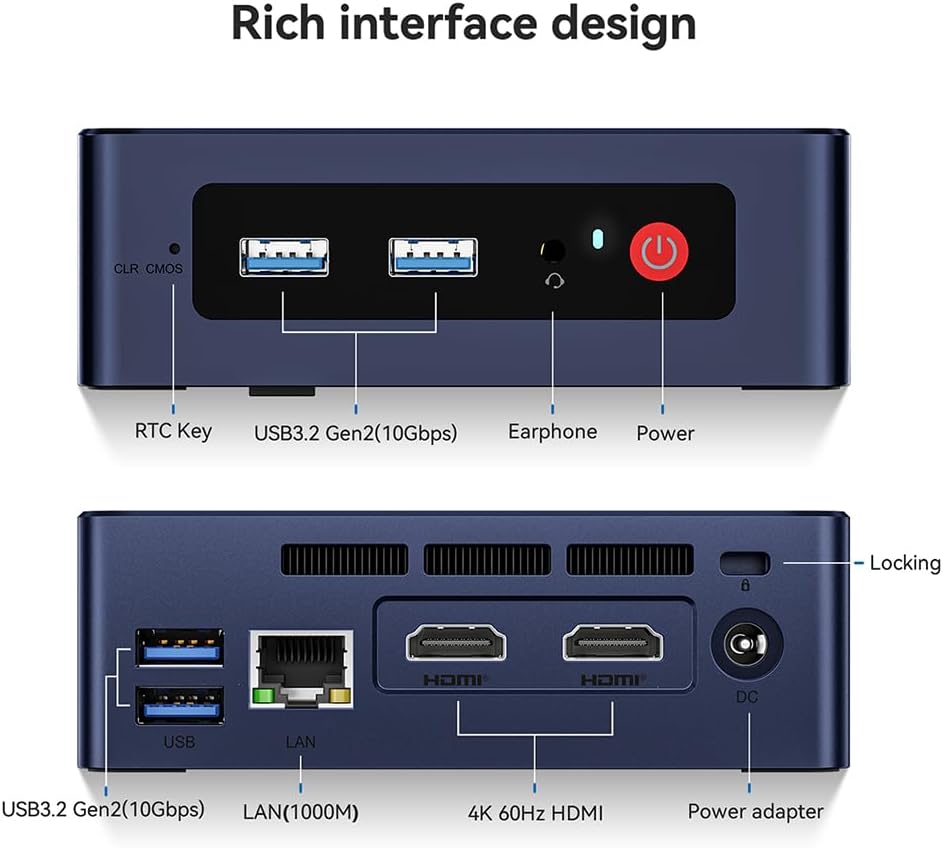 Rich interface design
CLR CMOS
RTC Key
USB3.2 Gen2(10Gbps)
Earphone
Power
Locking
HDMI®
HDMI®
DC
USB
LAN
USB3.2 Gen2(10Gbps)
LAN(1000M)
4K 60Hz HDMI
Power adapter